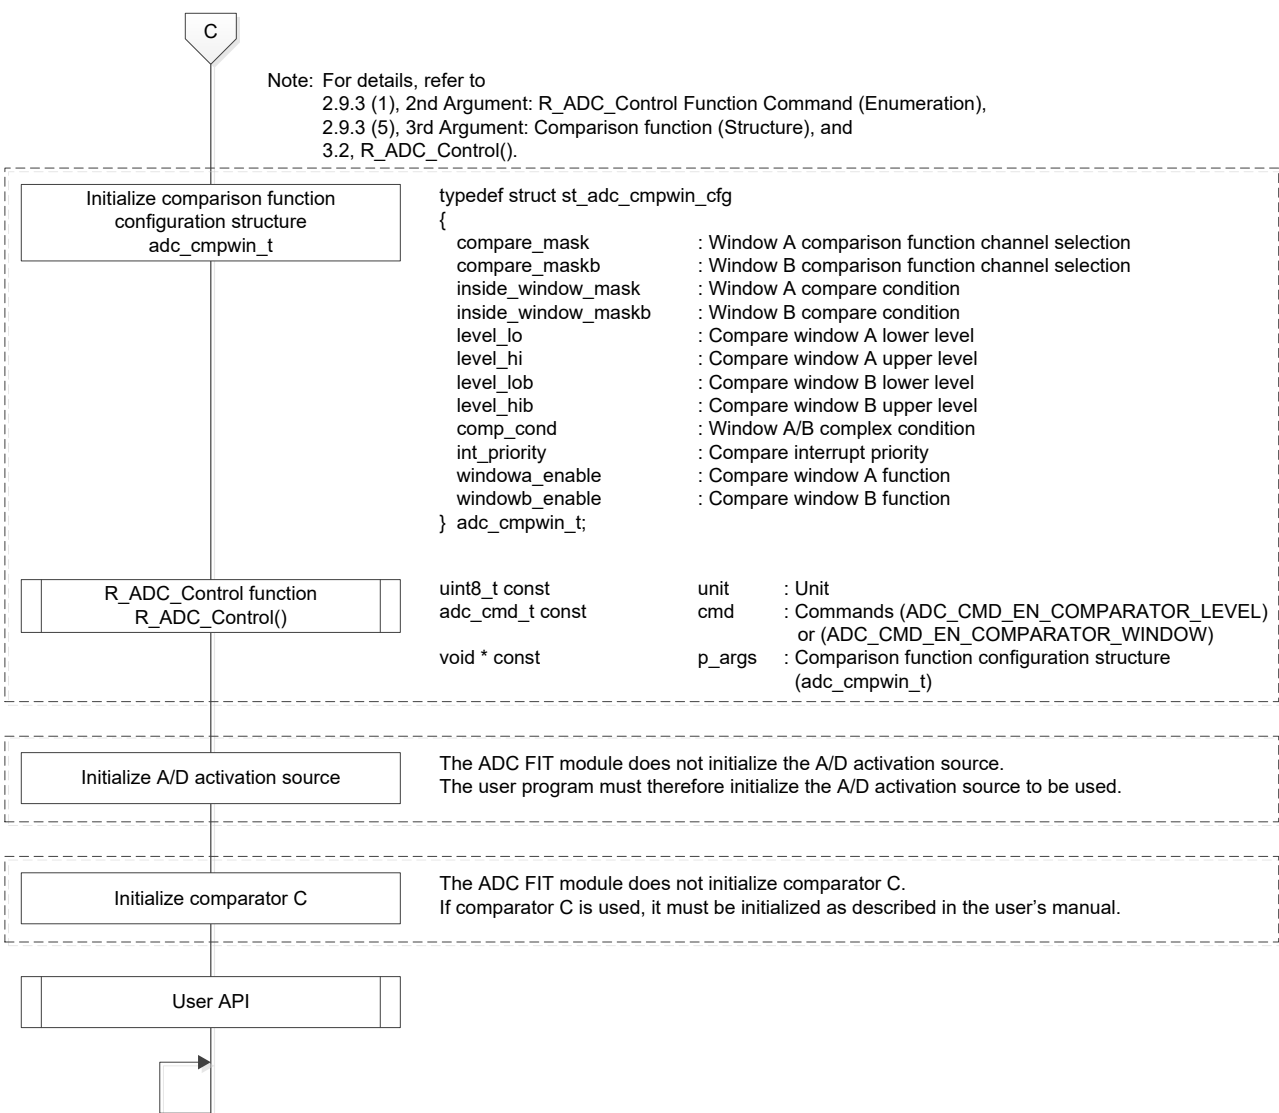 C
Note: For details, refer to
2.9.3 (1), 2nd Argument: R_ADC_Control Function Command (Enumeration),
2.9.3 (5), 3rd Argument: Comparison function (Structure), and
3.2, R_ADC_Control().
Initialize comparison function
configuration structure
adc_cmpwin_t
typedef struct st_adc_cmpwin_cfg
{
compare_mask : Window A comparison function channel selection
compare_maskb : Window B comparison function channel selection
inside_window_mask : Window A compare condition
inside_window_maskb : Window B compare condition
level_lo : Compare window A lower level
level_hi : Compare window A upper level
level_lob : Compare window B lower level
level_hib : Compare window B upper level
comp_cond : Window A/B complex condition
int_priority : Compare interrupt priority
windowa_enable : Compare window A function
windowb_enable : Compare window B function
} adc_cmpwin_t;
R_ADC_Control function
R_ADC_Control()
uint8_t const unit : Unit
adc_cmd_t const cmd : Commands (ADC_CMD_EN_COMPARATOR_LEVEL)
or (ADC_CMD_EN_COMPARATOR_WINDOW)
void * const p_args : Comparison function configuration structure
(adc_cmpwin_t)
Initialize A/D activation source
The ADC FIT module does not initialize the A/D activation source.
The user program must therefore initialize the A/D activation source to be used.
Initialize comparator C
The ADC FIT module does not initialize comparator C.
If comparator C is used, it must be initialized as described in the user’s manual.
User API